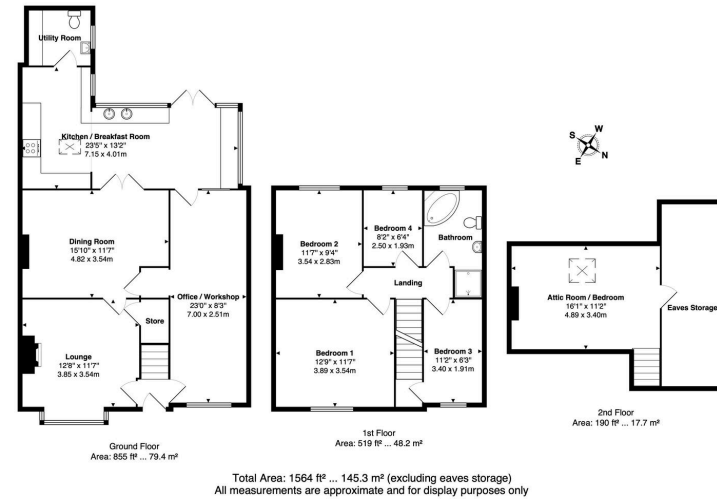 Utility Room
Kitchen / Breakfast Room
23'5" x 13'2"
7.15 x 4.01m
Dining Room
15'10" x 11'7"
4.82 x 3.54m
Office / Workshop
23'0" x 8'3"
7.00 x 2.51m
Store
Lounge
12'8" x 11'7"
3.85 x 3.54m
Ground Floor
Area: 855 ft² ... 79.4 m²
Bedroom 2
11'7" x 9'4"
3.54 x 2.83m
Bedroom 4
8'2" x 6'4"
2.50 x 1.93m
Bathroom
Landing
Bedroom 1
12'9" x 11'7"
3.89 x 3.54m
Bedroom 3
11'2" x 6'3"
3.40 x 1.91m
1st Floor
Area: 519 ft² ... 48.2 m²
S
W
E
N
Attic Room / Bedroom
16'1" x 11'2"
4.89 x 3.40m
Eaves Storage
2nd Floor
Area: 190 ft² ... 17.7 m²
Total Area: 1564 ft² ... 145.3 m² (excluding eaves storage)
All measurements are approximate and for display purposes only